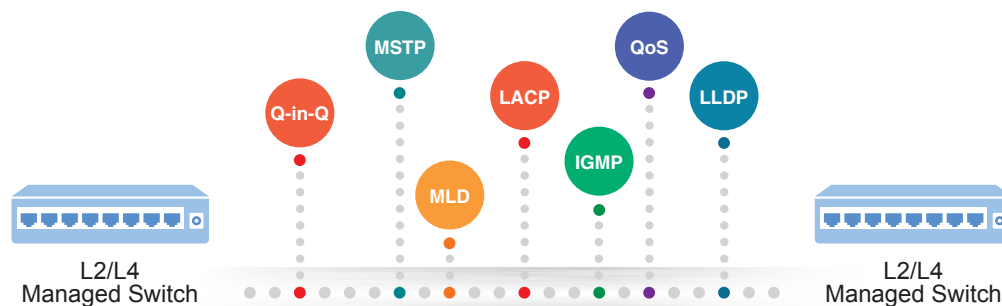 MSTP
QoS
Q-in-Q
LACP
LLDP
IGMP
MLD
L2/L4
Managed Switch
L2/L4
Managed Switch